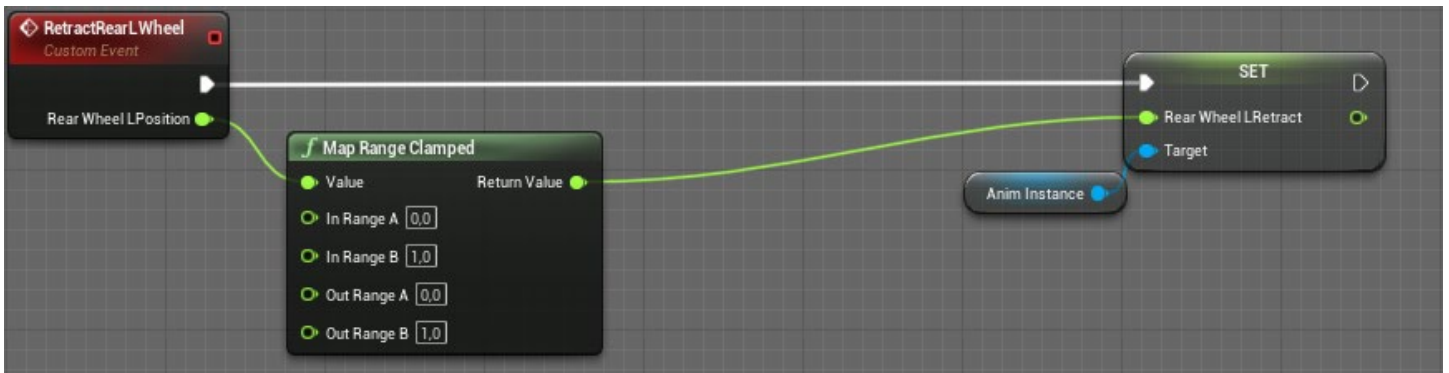 RetractRearLWheel
Custom Event
Rear Wheel LPosition
f Map Range Clamped
Value Return Value
In Range A 0,0
In Range B 1,0
Out Range A 0,0
Out Range B 1,0
Anim Instance
SET
Rear Wheel LRetract
Target